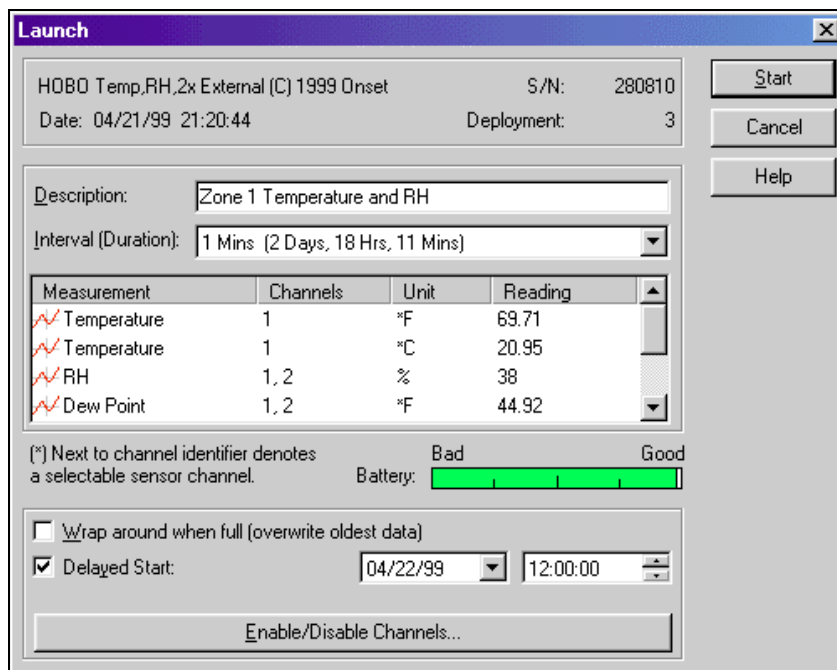 Launch
HOBO Temp,RH,2x External (C) 1999 Onset S/N: 280810
Date: 04/21/99 21:20:44 Deployment: 3
Start
Cancel
Help
Description: Zone 1 Temperature and RH
Interval (Duration): 1 Mins (2 Days, 18 Hrs, 11 Mins)
Measurement Channels Unit Reading
Temperature 1 *F 69.71
Temperature 1 *C 20.95
RH 1, 2 % 38
Dew Point 1, 2 *F 44.92
(*) Next to channel identifier denotes
a selectable sensor channel.
Bad Good
Battery:
Wrap around when full (overwrite oldest data)
Delayed Start: 04/22/99 12:00:00
Enable/Disable Channels...